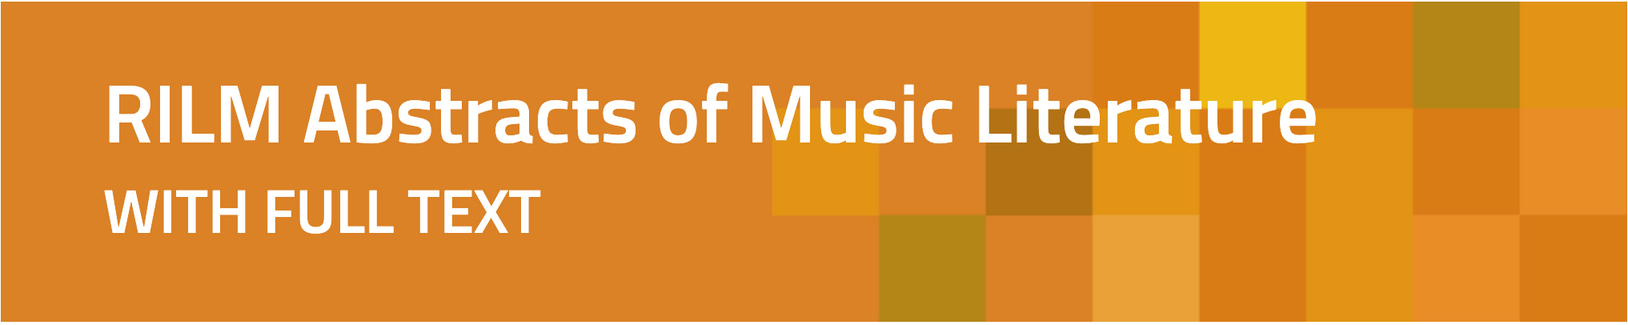 RILM Abstracts of Music Literature
WITH FULL TEXT